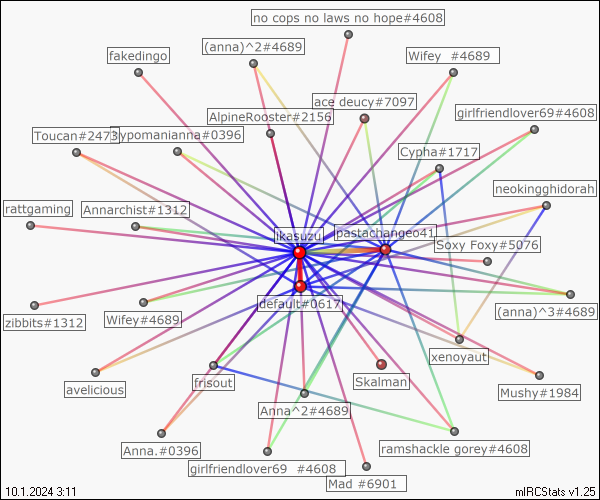 no cops no laws no hope#4608
(anna)^2#4689
Wifey  #4689
fakedingo
ace deucy#7097
AlpineRooster#2156
girlfriendlover69#4608
Toucan#2473
ypomanianna#0396
Cypha#1717
neokingghidorah
rattgaming
Annarchist#1312
ikasuzu
pastachangeo41
Soxy Foxy#5076
default#0617
(anna)^3#4689
zibbits#1312
Wifey#4689
xenoyaut
avelicious
frisout
Skalman
Mushy#1984
Anna^2#4689
Anna.#0396
ramshackle gorey#4608
girlfriendlover69  #4608
Mad #6901
10.1.2024 3:11
mIRCStats v1.25